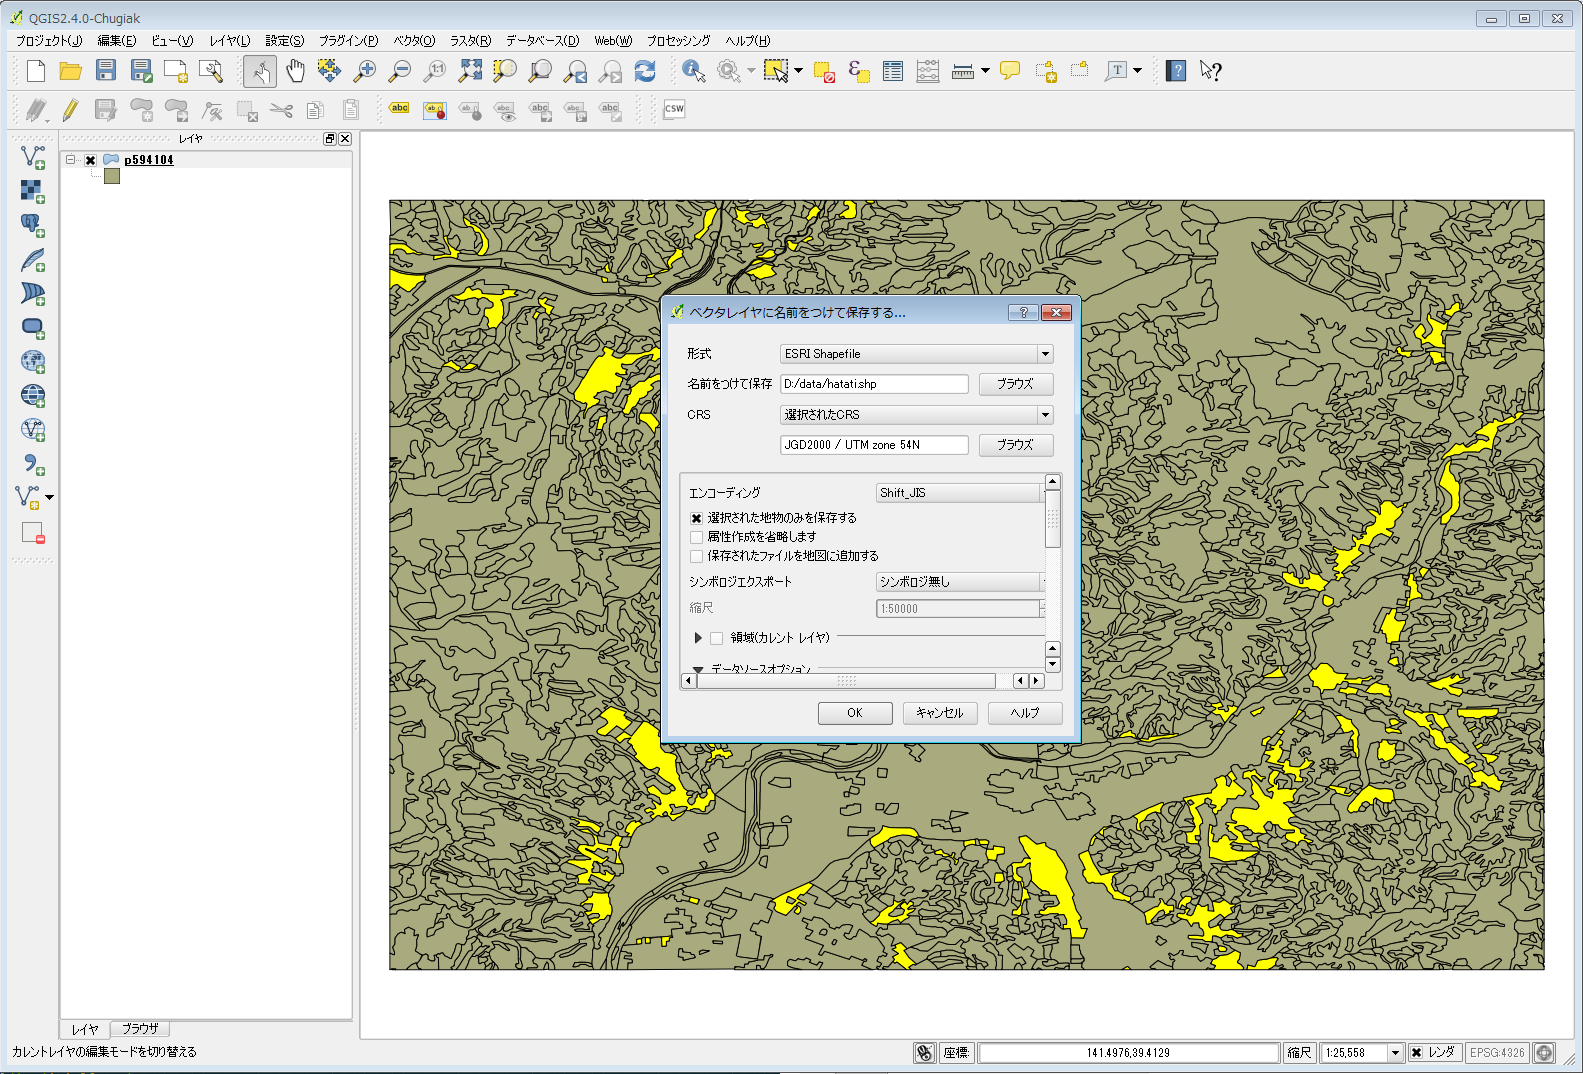 QGIS2.4.0-Chugiak
プロジェクト(J) 編集(E) ビュー(V) レイヤ(L) 設定(S) プラグイン(P) ベクタ(O) ラスタ(R) データベース(D) Web(W) プロセッシング ヘルプ(H)
1:1
T
?
?
abc
ab
ab
abc
abc
abc
abc
CSW
レイヤ
p594104
ベクタレイヤに名前をつけて保存する...
?
形式 ESRI Shapefile
名前をつけて保存 D:/data/hatati.shp ブラウズ
CRS 選択されたCRS
JGD2000 / UTM zone 54N ブラウズ
エンコーディング Shift_JIS
選択された地物のみを保存する
属性作成を省略します
保存されたファイルを地図に追加する
シンボロジエクスポート シンボロジ無し
縮尺 1:50000
領域(カレント レイヤ)
データソースオプション
OK キャンセル ヘルプ
レイヤ ブラウザ
カレントレイヤの編集モードを切り替える 座標: 141.4976,39.4129 縮尺 1:25,558 レンダ EPSG:4326